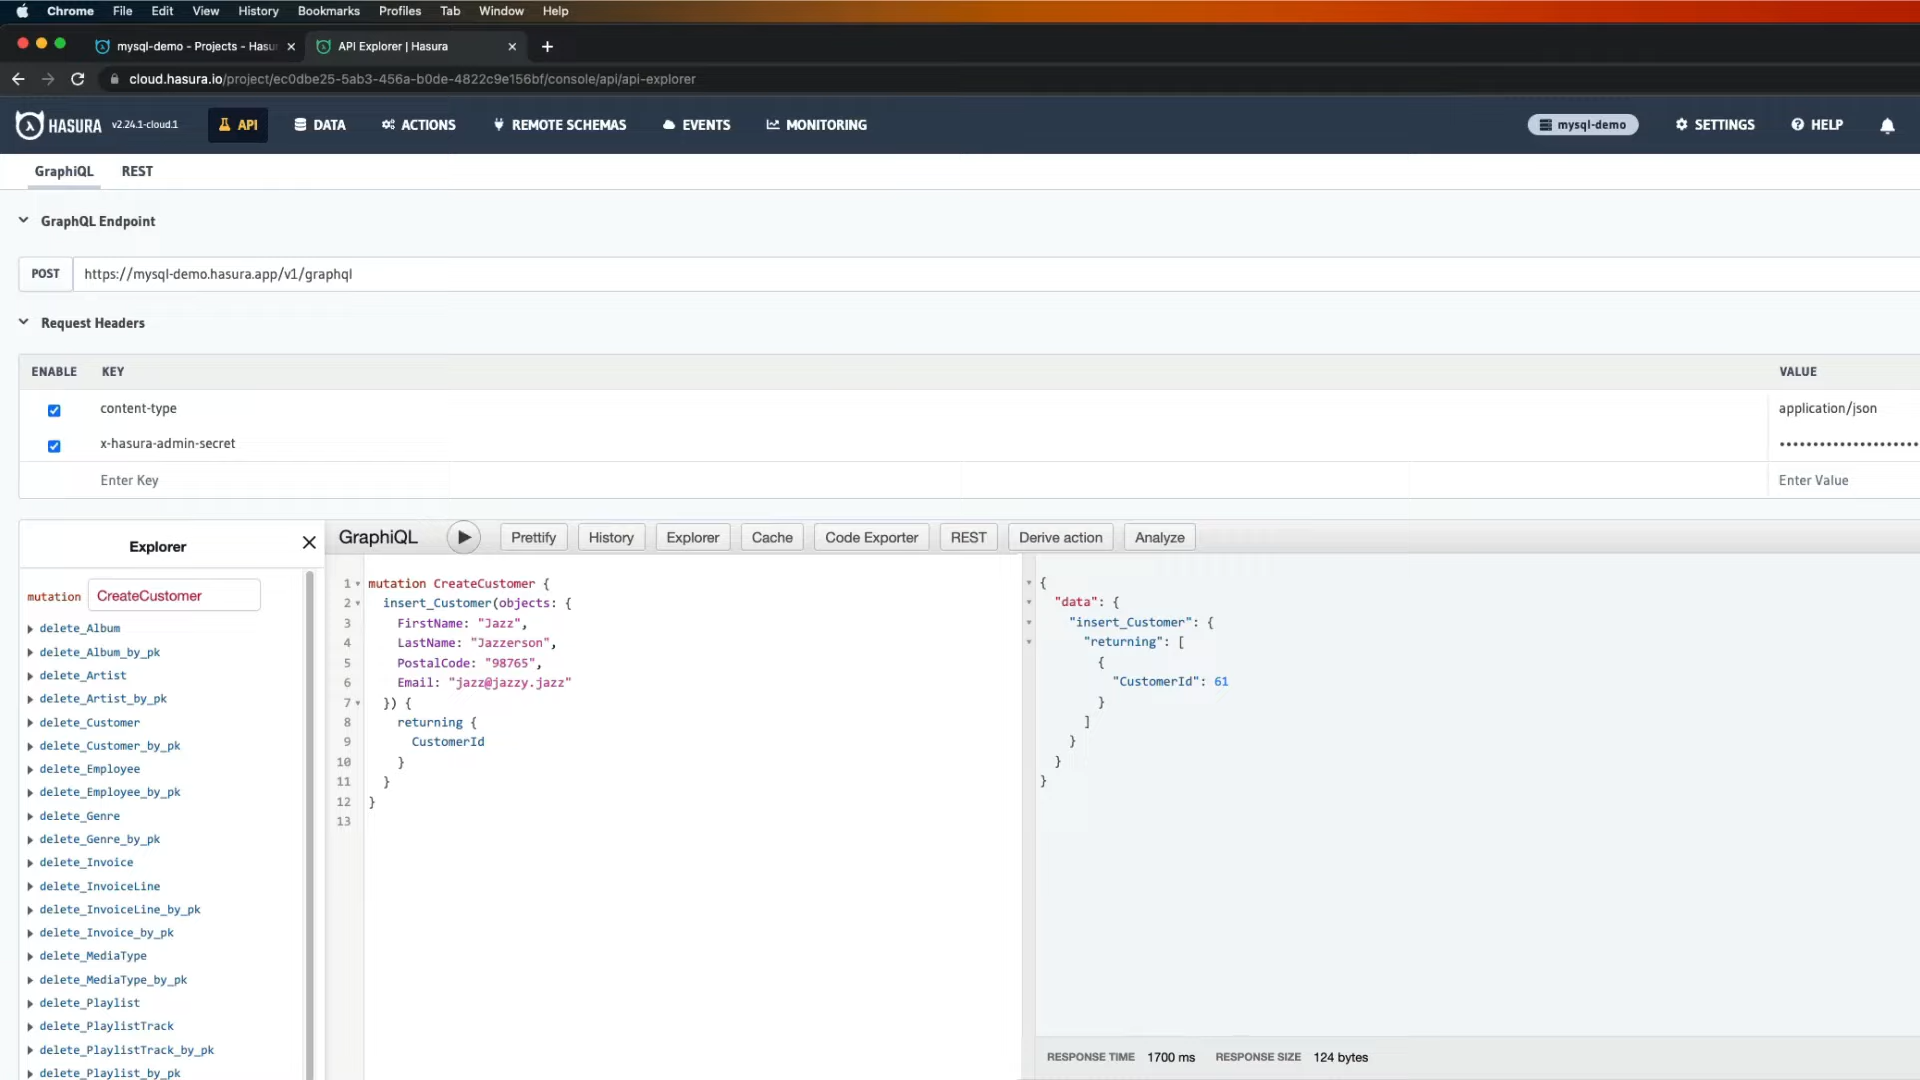 Chrome File Edit View History Bookmarks Profiles Tab Window Help
mysql-demo - Projects - Hasu API Explorer | Hasura
cloud.hasura.io/project/ec0dbe25-5ab3-456a-b0de-4822c9e156bf/console/api/api-explorer
HASURA v2.24.1-cloud.1 API DATA ACTIONS REMOTE SCHEMAS EVENTS MONITORING mysql-demo SETTINGS HELP
GraphiQL REST
GraphQL Endpoint
POST https://mysql-demo.hasura.app/v1/graphql
Request Headers
ENABLE KEY VALUE
content-type application/json
x-hasura-admin-secret ••••••••••••••••••••
Enter Key Enter Value
Explorer
mutation CreateCustomer
delete_Album
delete_Album_by_pk
delete_Artist
delete_Artist_by_pk
delete_Customer
delete_Customer_by_pk
delete_Employee
delete_Employee_by_pk
delete_Genre
delete_Genre_by_pk
delete_Invoice
delete_InvoiceLine
delete_InvoiceLine_by_pk
delete_Invoice_by_pk
delete_MediaType
delete_MediaType_by_pk
delete_Playlist
delete_PlaylistTrack
delete_PlaylistTrack_by_pk
delete_Playlist_by_pk
GraphiQL Prettify History Explorer Cache Code Exporter REST Derive action Analyze
1 mutation CreateCustomer {
2 insert_Customer(objects: {
3 FirstName: "Jazz",
4 LastName: "Jazzerson",
5 PostalCode: "98765",
6 Email: "jazz@jazzy.jazz"
7 }) {
8 returning {
9 CustomerId
10 }
11 }
12 }
13
{
"data": {
"insert_Customer": {
"returning": [
{
"CustomerId": 61
}
]
}
}
}
RESPONSE TIME 1700 ms RESPONSE SIZE 124 bytes